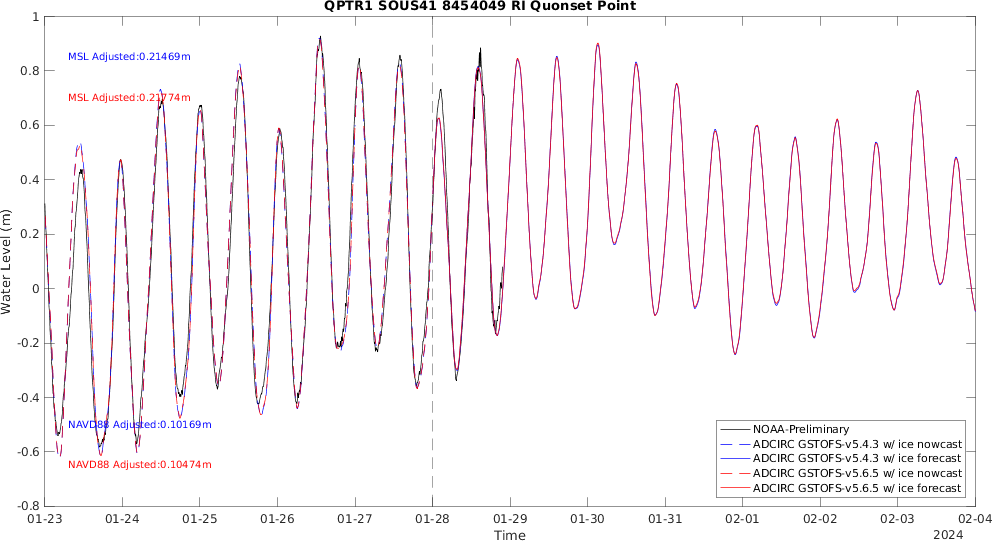 QPTR1 SOUS41 8454049 RI Quonset Point
1
0.8
0.6
0.4
0.2
0
-0.2
-0.4
-0.6
-0.8
Water Level (m)
MSL Adjusted:0.21469m
MSL Adjusted:0.21774m
NAVD88 Adjusted:0.10169m
NAVD88 Adjusted:0.10474m
NOAA-Preliminary
ADCIRC GSTOFS-v5.4.3 w/ ice nowcast
ADCIRC GSTOFS-v5.4.3 w/ ice forecast
ADCIRC GSTOFS-v5.6.5 w/ ice nowcast
ADCIRC GSTOFS-v5.6.5 w/ ice forecast
01-23 01-24 01-25 01-26 01-27 01-28 01-29 01-30 01-31 02-01 02-02 02-03 02-04
Time
2024